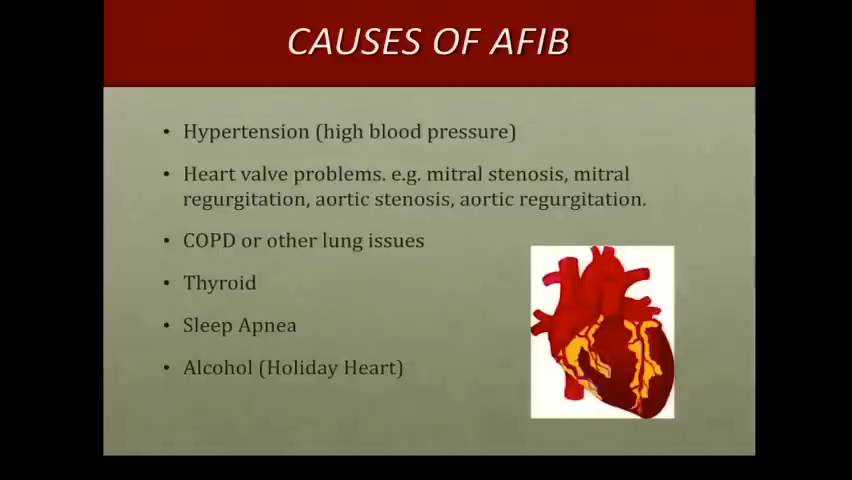 CAUSES OF AFIB
• Hypertension (high blood pressure)
• Heart valve problems. e.g. mitral stenosis, mitral
regurgitation, aortic stenosis, aortic regurgitation.
• COPD or other lung issues
• Thyroid
• Sleep Apnea
• Alcohol (Holiday Heart)